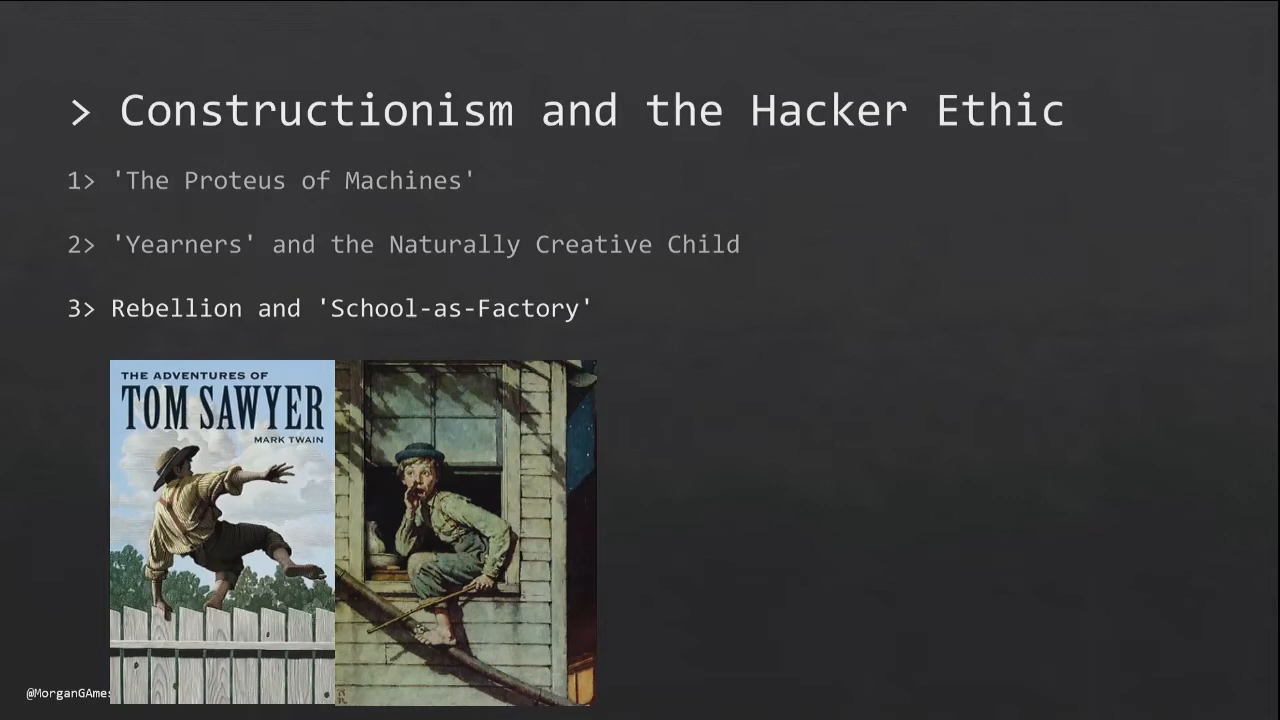 > Constructionism and the Hacker Ethic
1> 'The Proteus of Machines'
2> 'Yearners' and the Naturally Creative Child
3> Rebellion and 'School-as-Factory'
THE ADVENTURES OF
TOM SAWYER
MARK TWAIN
@MorganGAmes